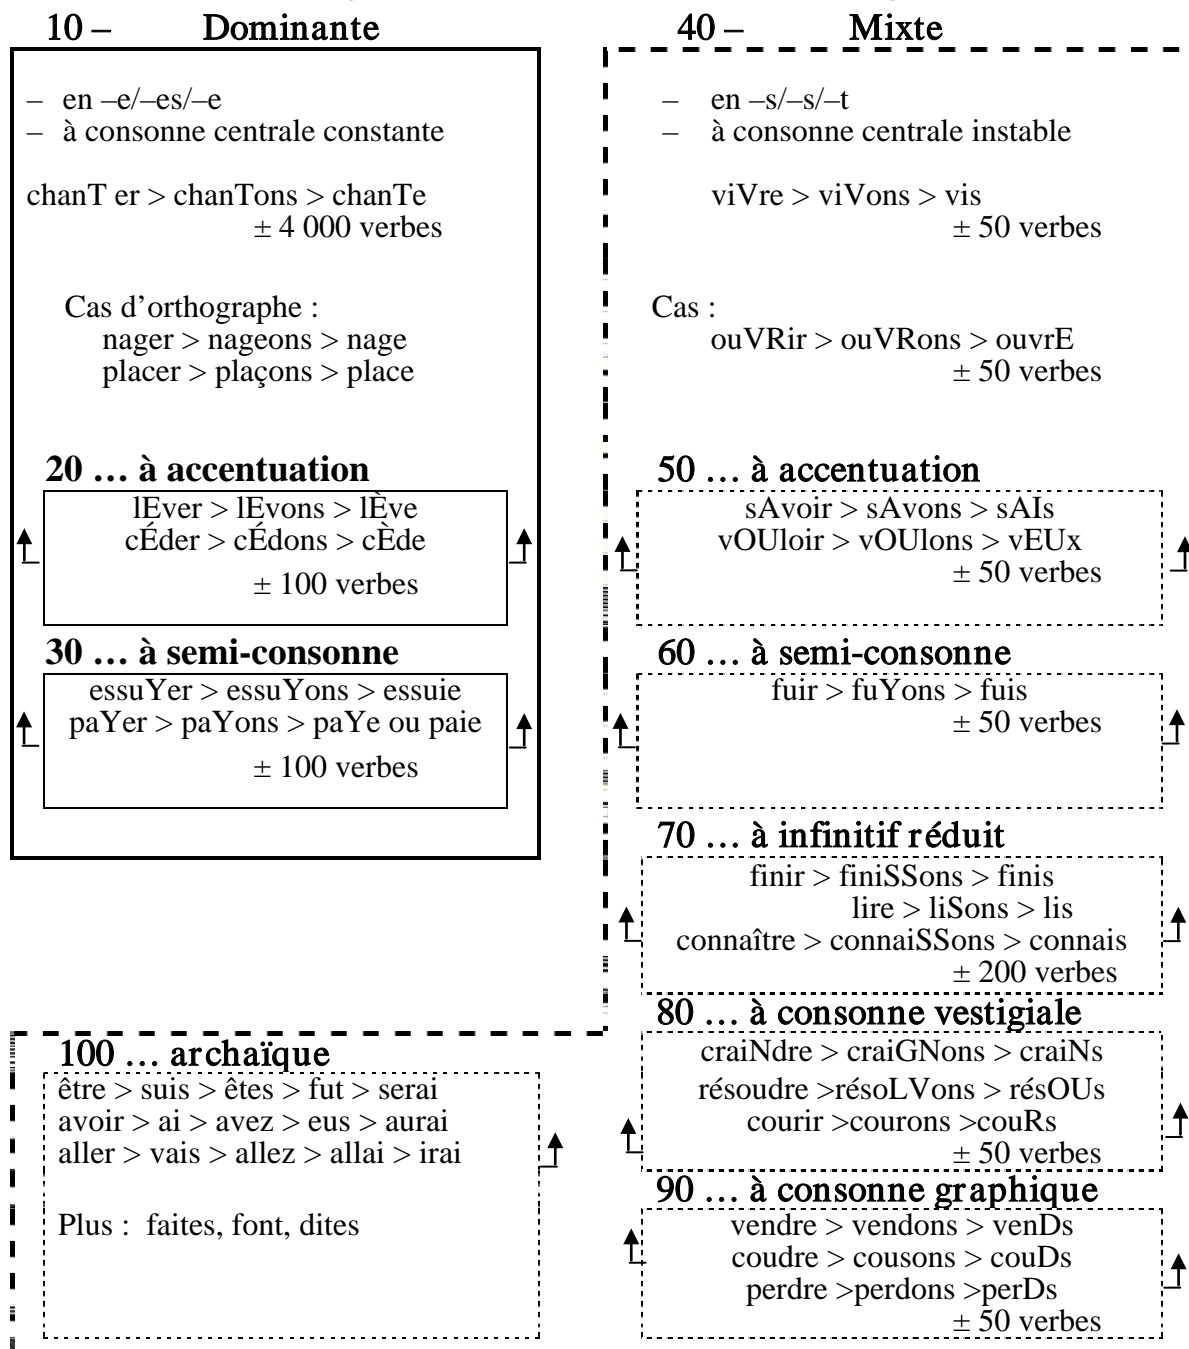 10 – Dominante
– en –e/–es/–e
– à consonne centrale constante
chanT er > chanTons > chanTe
± 4 000 verbes
Cas d’orthographe :
nager > nageons > nage
placer > plaçons > place
20 … à accentuation
lEver > lEvons > lÈve
cÉder > cÉdons > cÈde
± 100 verbes
30 … à semi-consonne
essuYer > essuYons > essuie
paYer > paYons > paYe ou paie
± 100 verbes
40 – Mixte
– en –s/–s/–t
– à consonne centrale instable
viVre > viVons > vis
± 50 verbes
Cas :
ouVRir > ouVRons > ouvrE
± 50 verbes
50 … à accentuation
sAvoir > sAvons > sAIs
vOUloir > vOUlons > vEUx
± 50 verbes
60 … à semi-consonne
fuir > fuYons > fuis
± 50 verbes
70 … à infinitif réduit
finir > finiSSons > finis
lire > liSons > lis
connaître > connaiSSons > connais
± 200 verbes
80 … à consonne vestigiale
craiNdre > craiGNons > craiNs
résoudre >résoLVons > résOUs
courir >courons >couRs
± 50 verbes
90 … à consonne graphique
vendre > vendons > venDs
coudre > cousons > couDs
perdre >perdons >perDs
± 50 verbes
100 … archaïque
être > suis > êtes > fut > serai
avoir > ai > avez > eus > aurai
aller > vais > allez > allai > irai
Plus : faites, font, dites